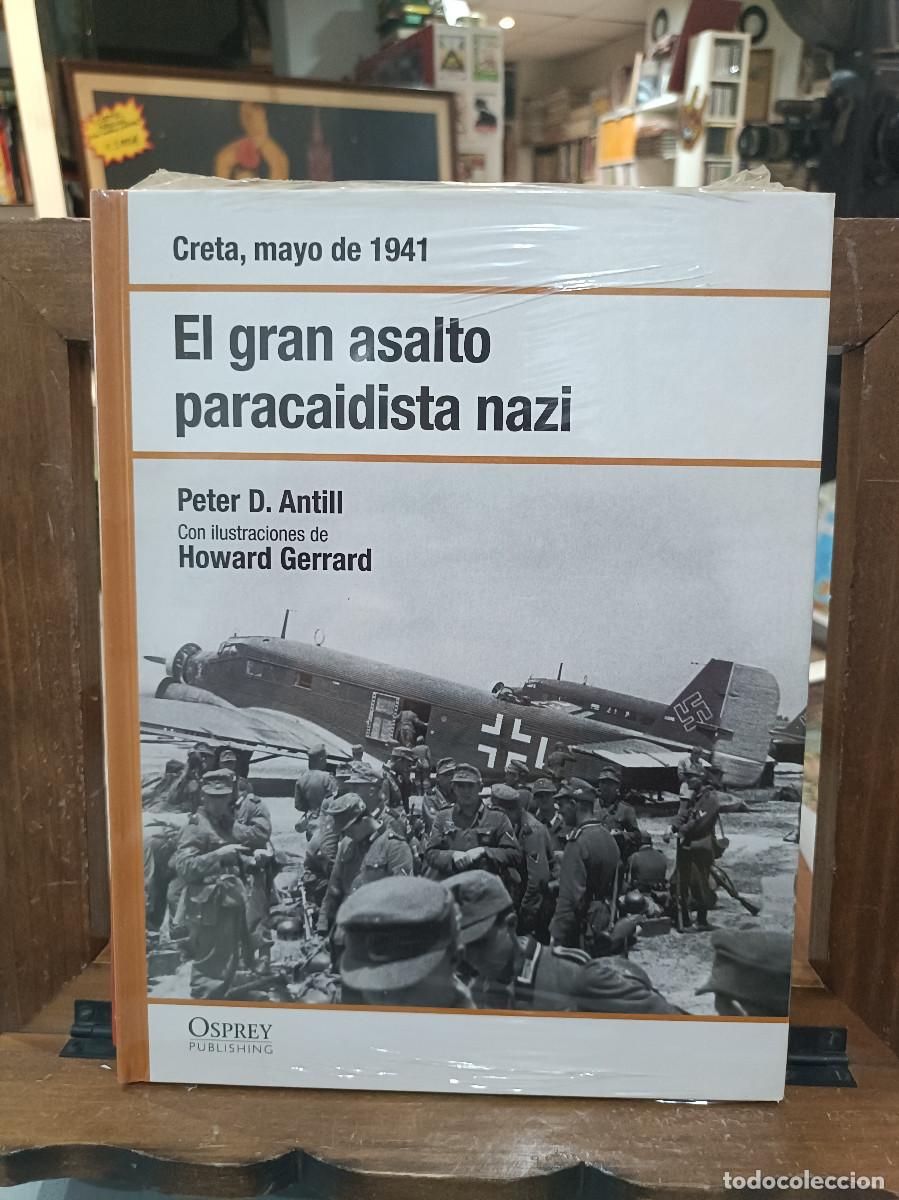 Creta, mayo de 1941
El gran asalto
paracaidista nazi
Peter D. Antill
Con ilustraciones de
Howard Gerrard
OSPREY
PUBLISHING
todocoleccion